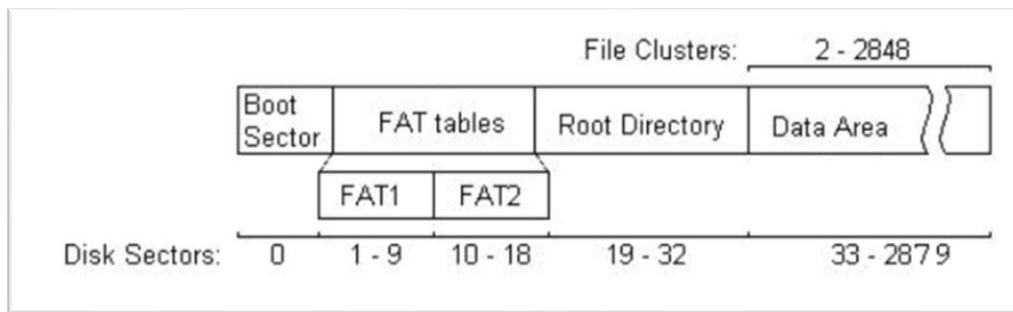 File Clusters: 2 - 2848
Boot Sector FAT tables Root Directory Data Area
FAT1 FAT2
Disk Sectors: 0 1 - 9 10 - 18 19 - 32 33 - 2879